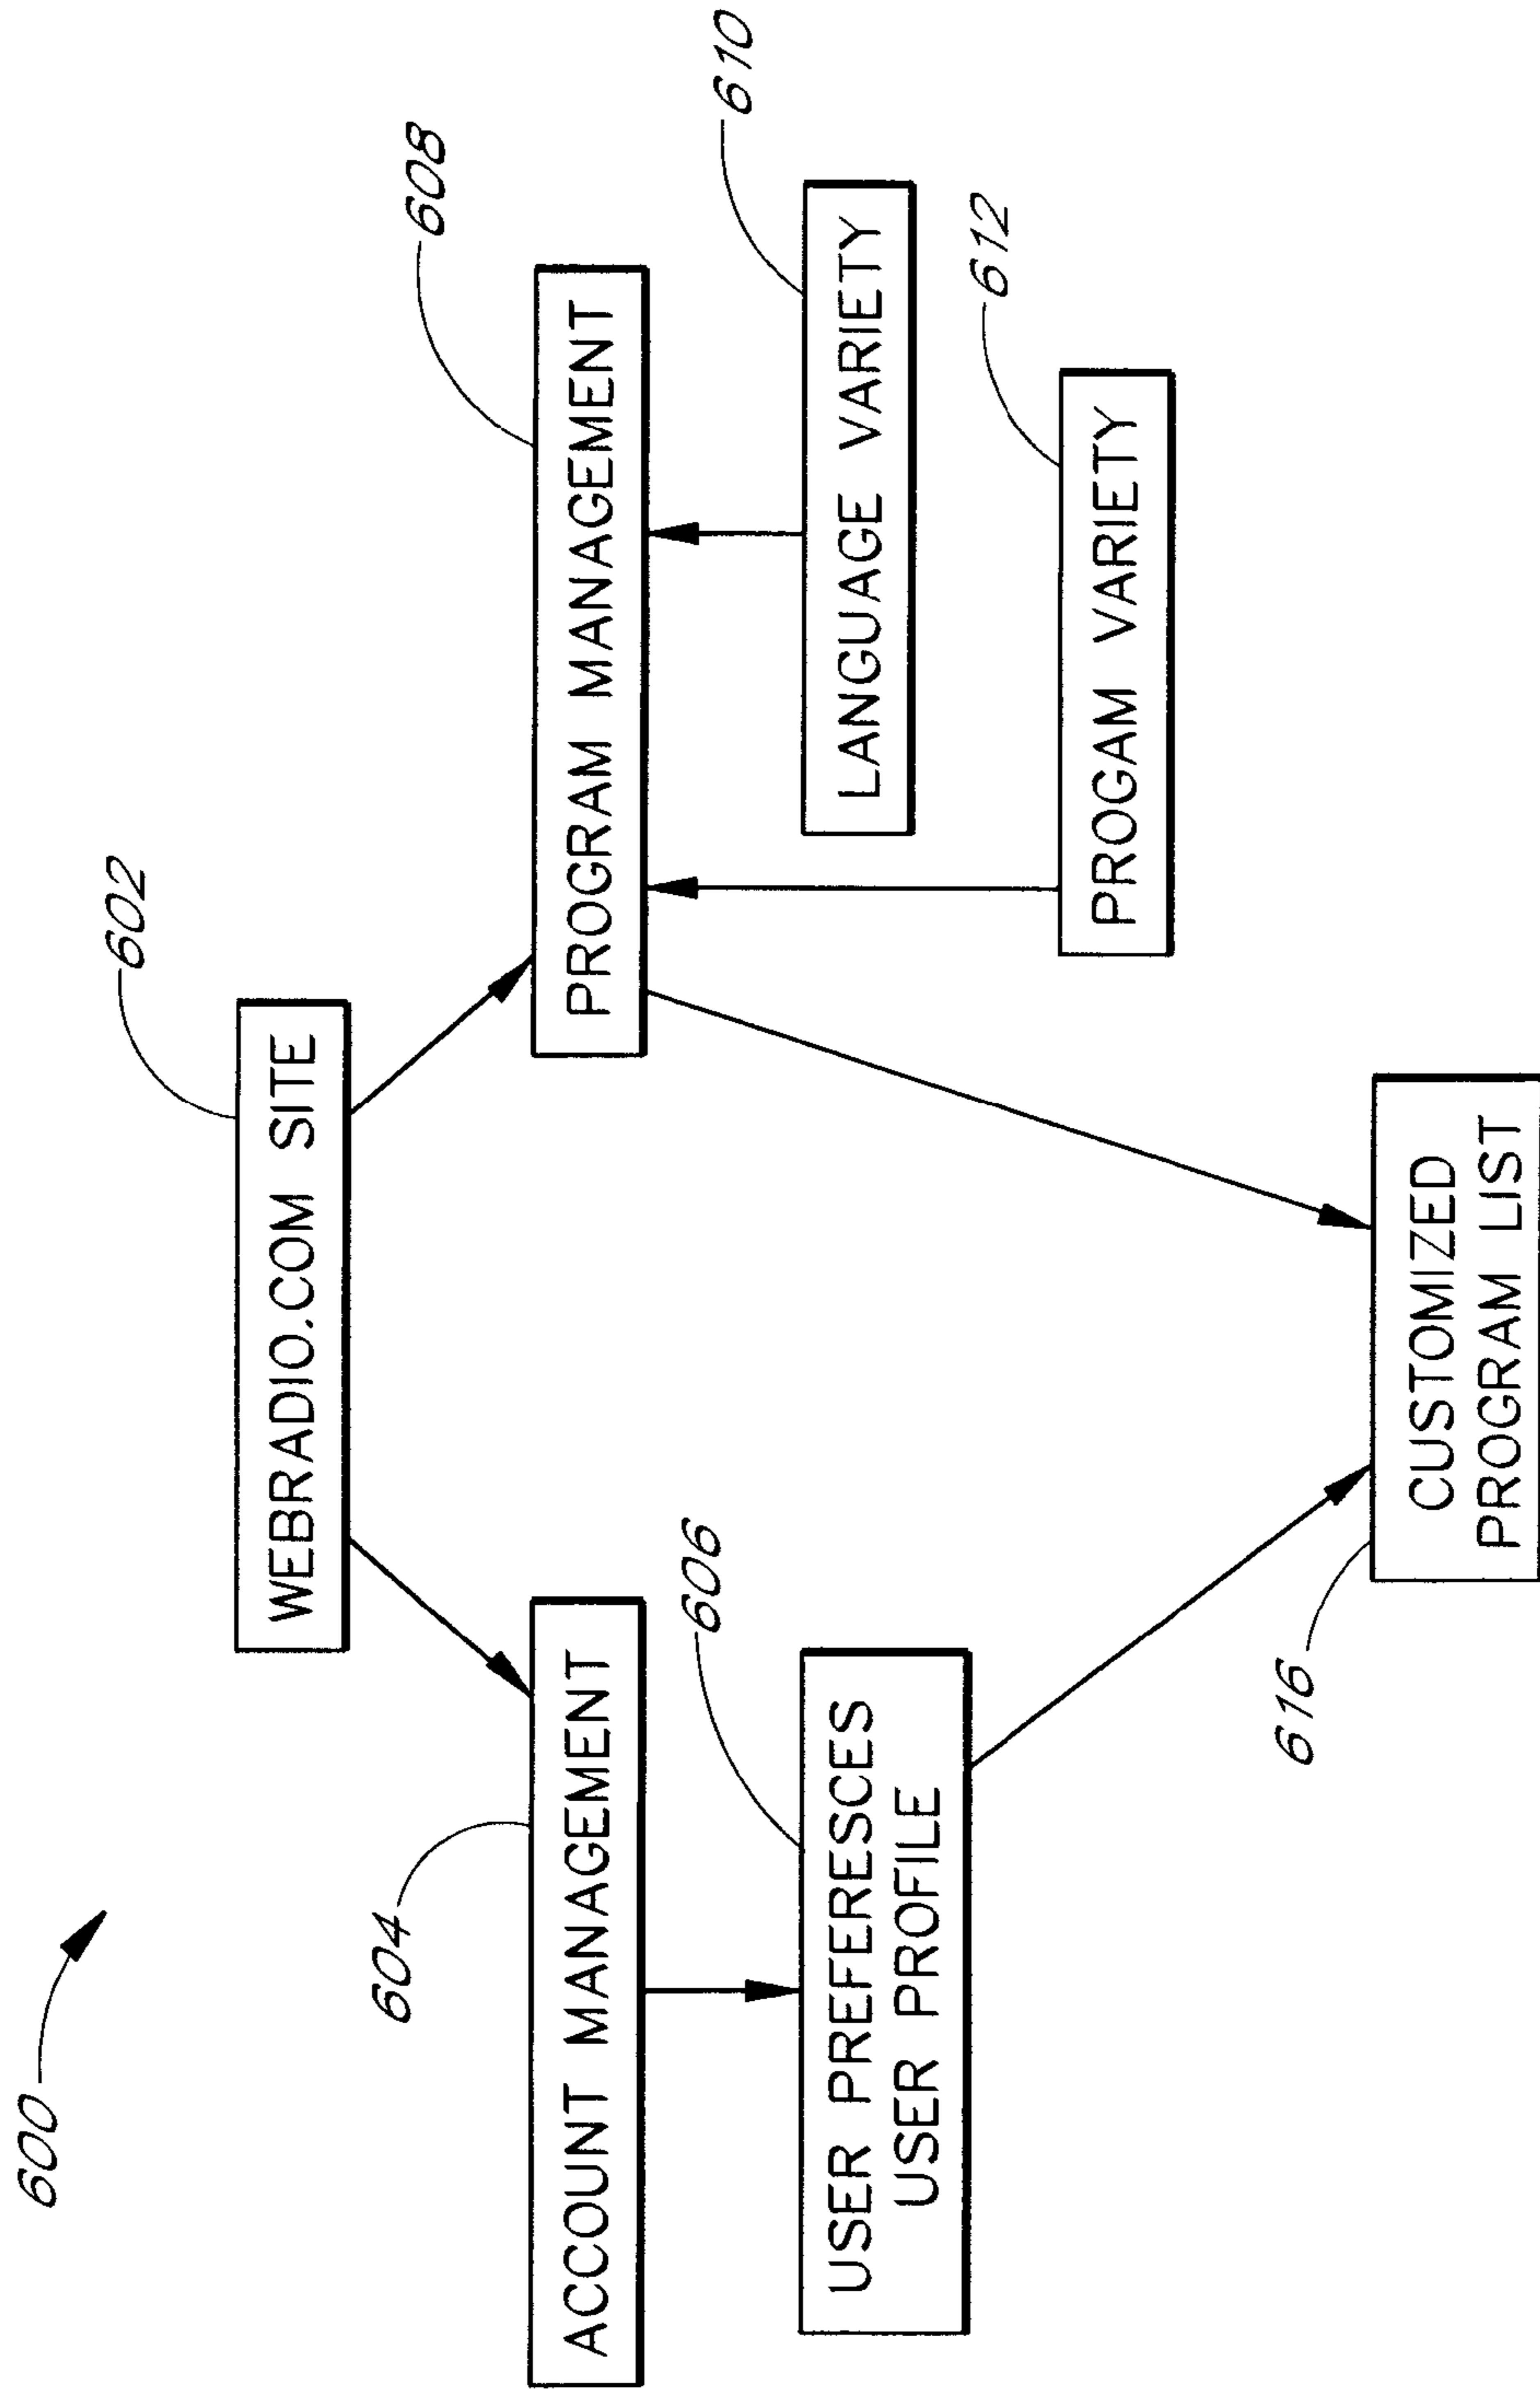 600
602
WEBRADIO.COM SITE
604
608
ACCOUNT MANAGEMENT
PROGRAM MANAGEMENT
606
610
USER PREFERESCES
USER PROFILE
LANGUAGE VARIETY
612
PROGAM VARIETY
616
CUSTOMIZED
PROGRAM LIST